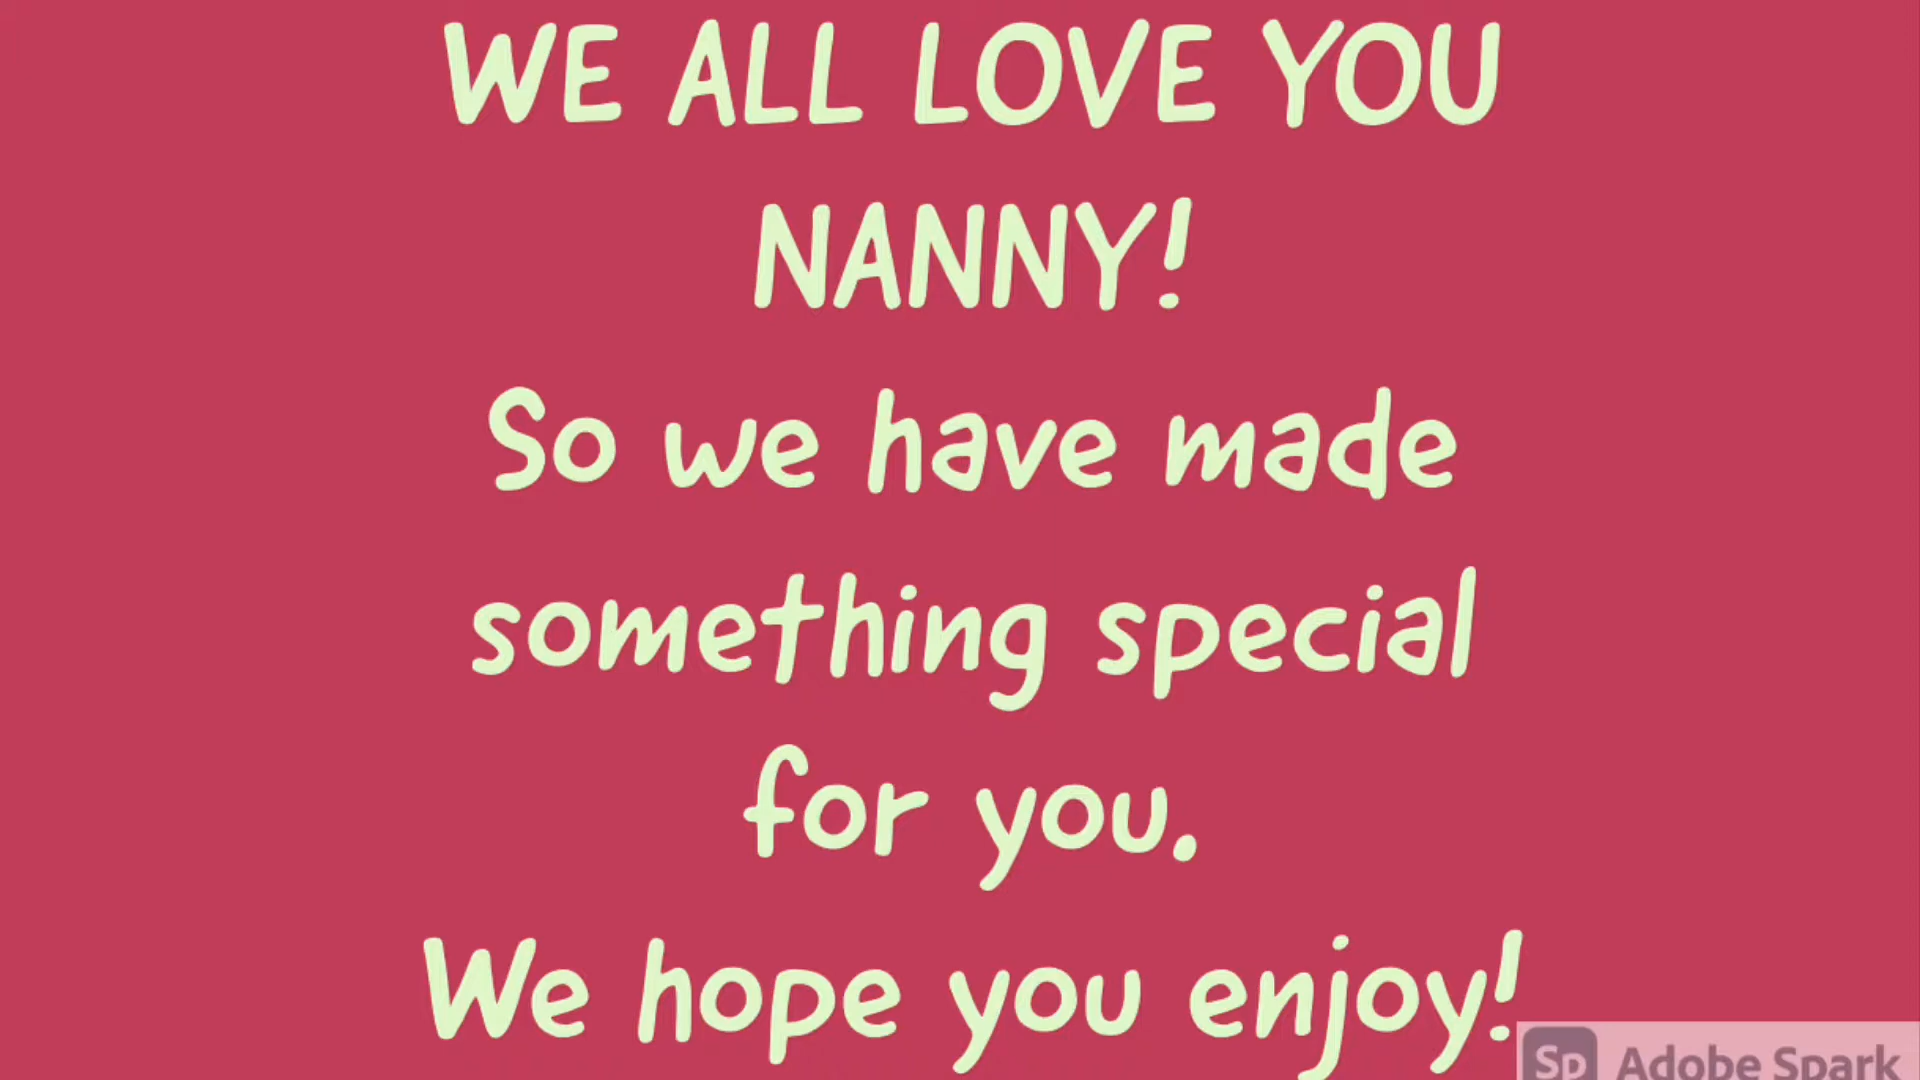 WE ALL LOVE YOU
NANNY!
So we have made
something special
for you.
We hope you enjoy!
Sp Adobe Spark